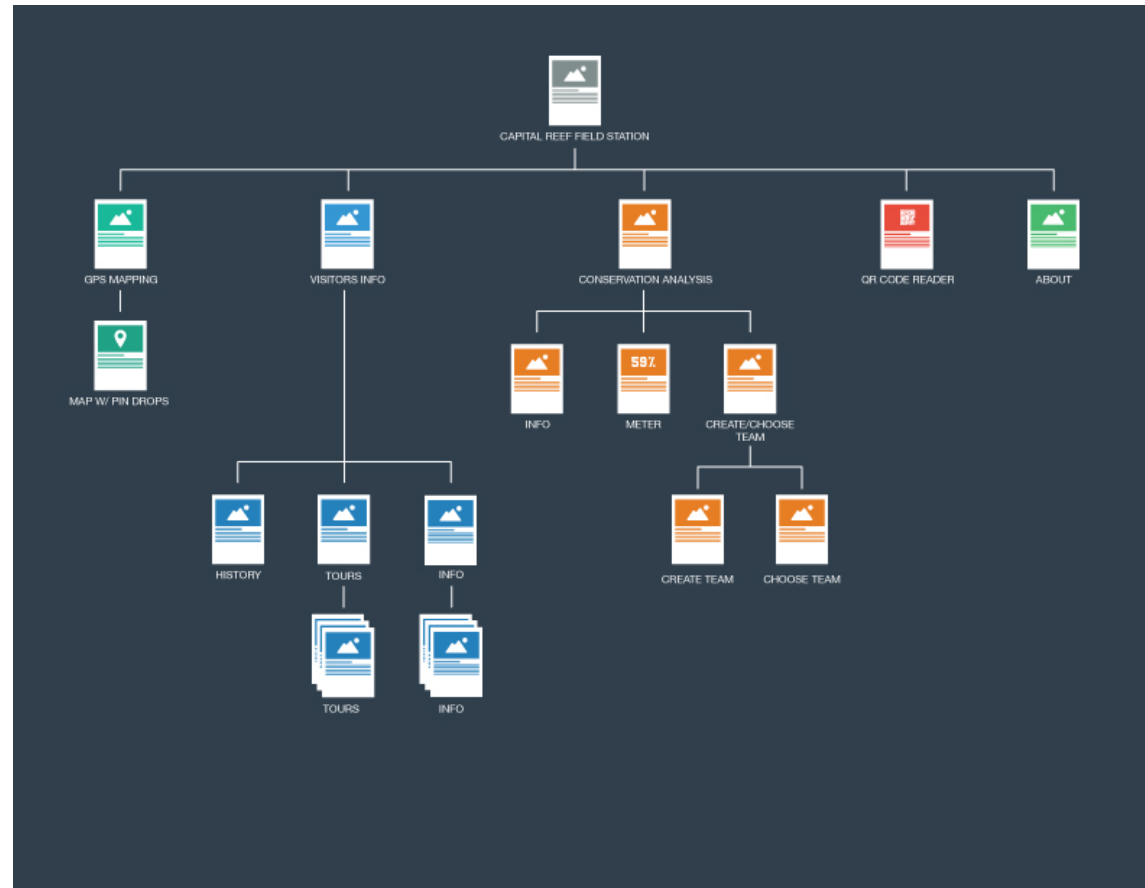 CAPITAL REEF FIELD STATION
GPS MAPPING
VISITORS INFO
CONSERVATION ANALYSIS
QR CODE READER
ABOUT
MAP W/ PIN DROPS
59%
INFO
METER
CREATE/CHOOSE
TEAM
HISTORY
TOURS
INFO
CREATE TEAM
CHOOSE TEAM
TOURS
INFO